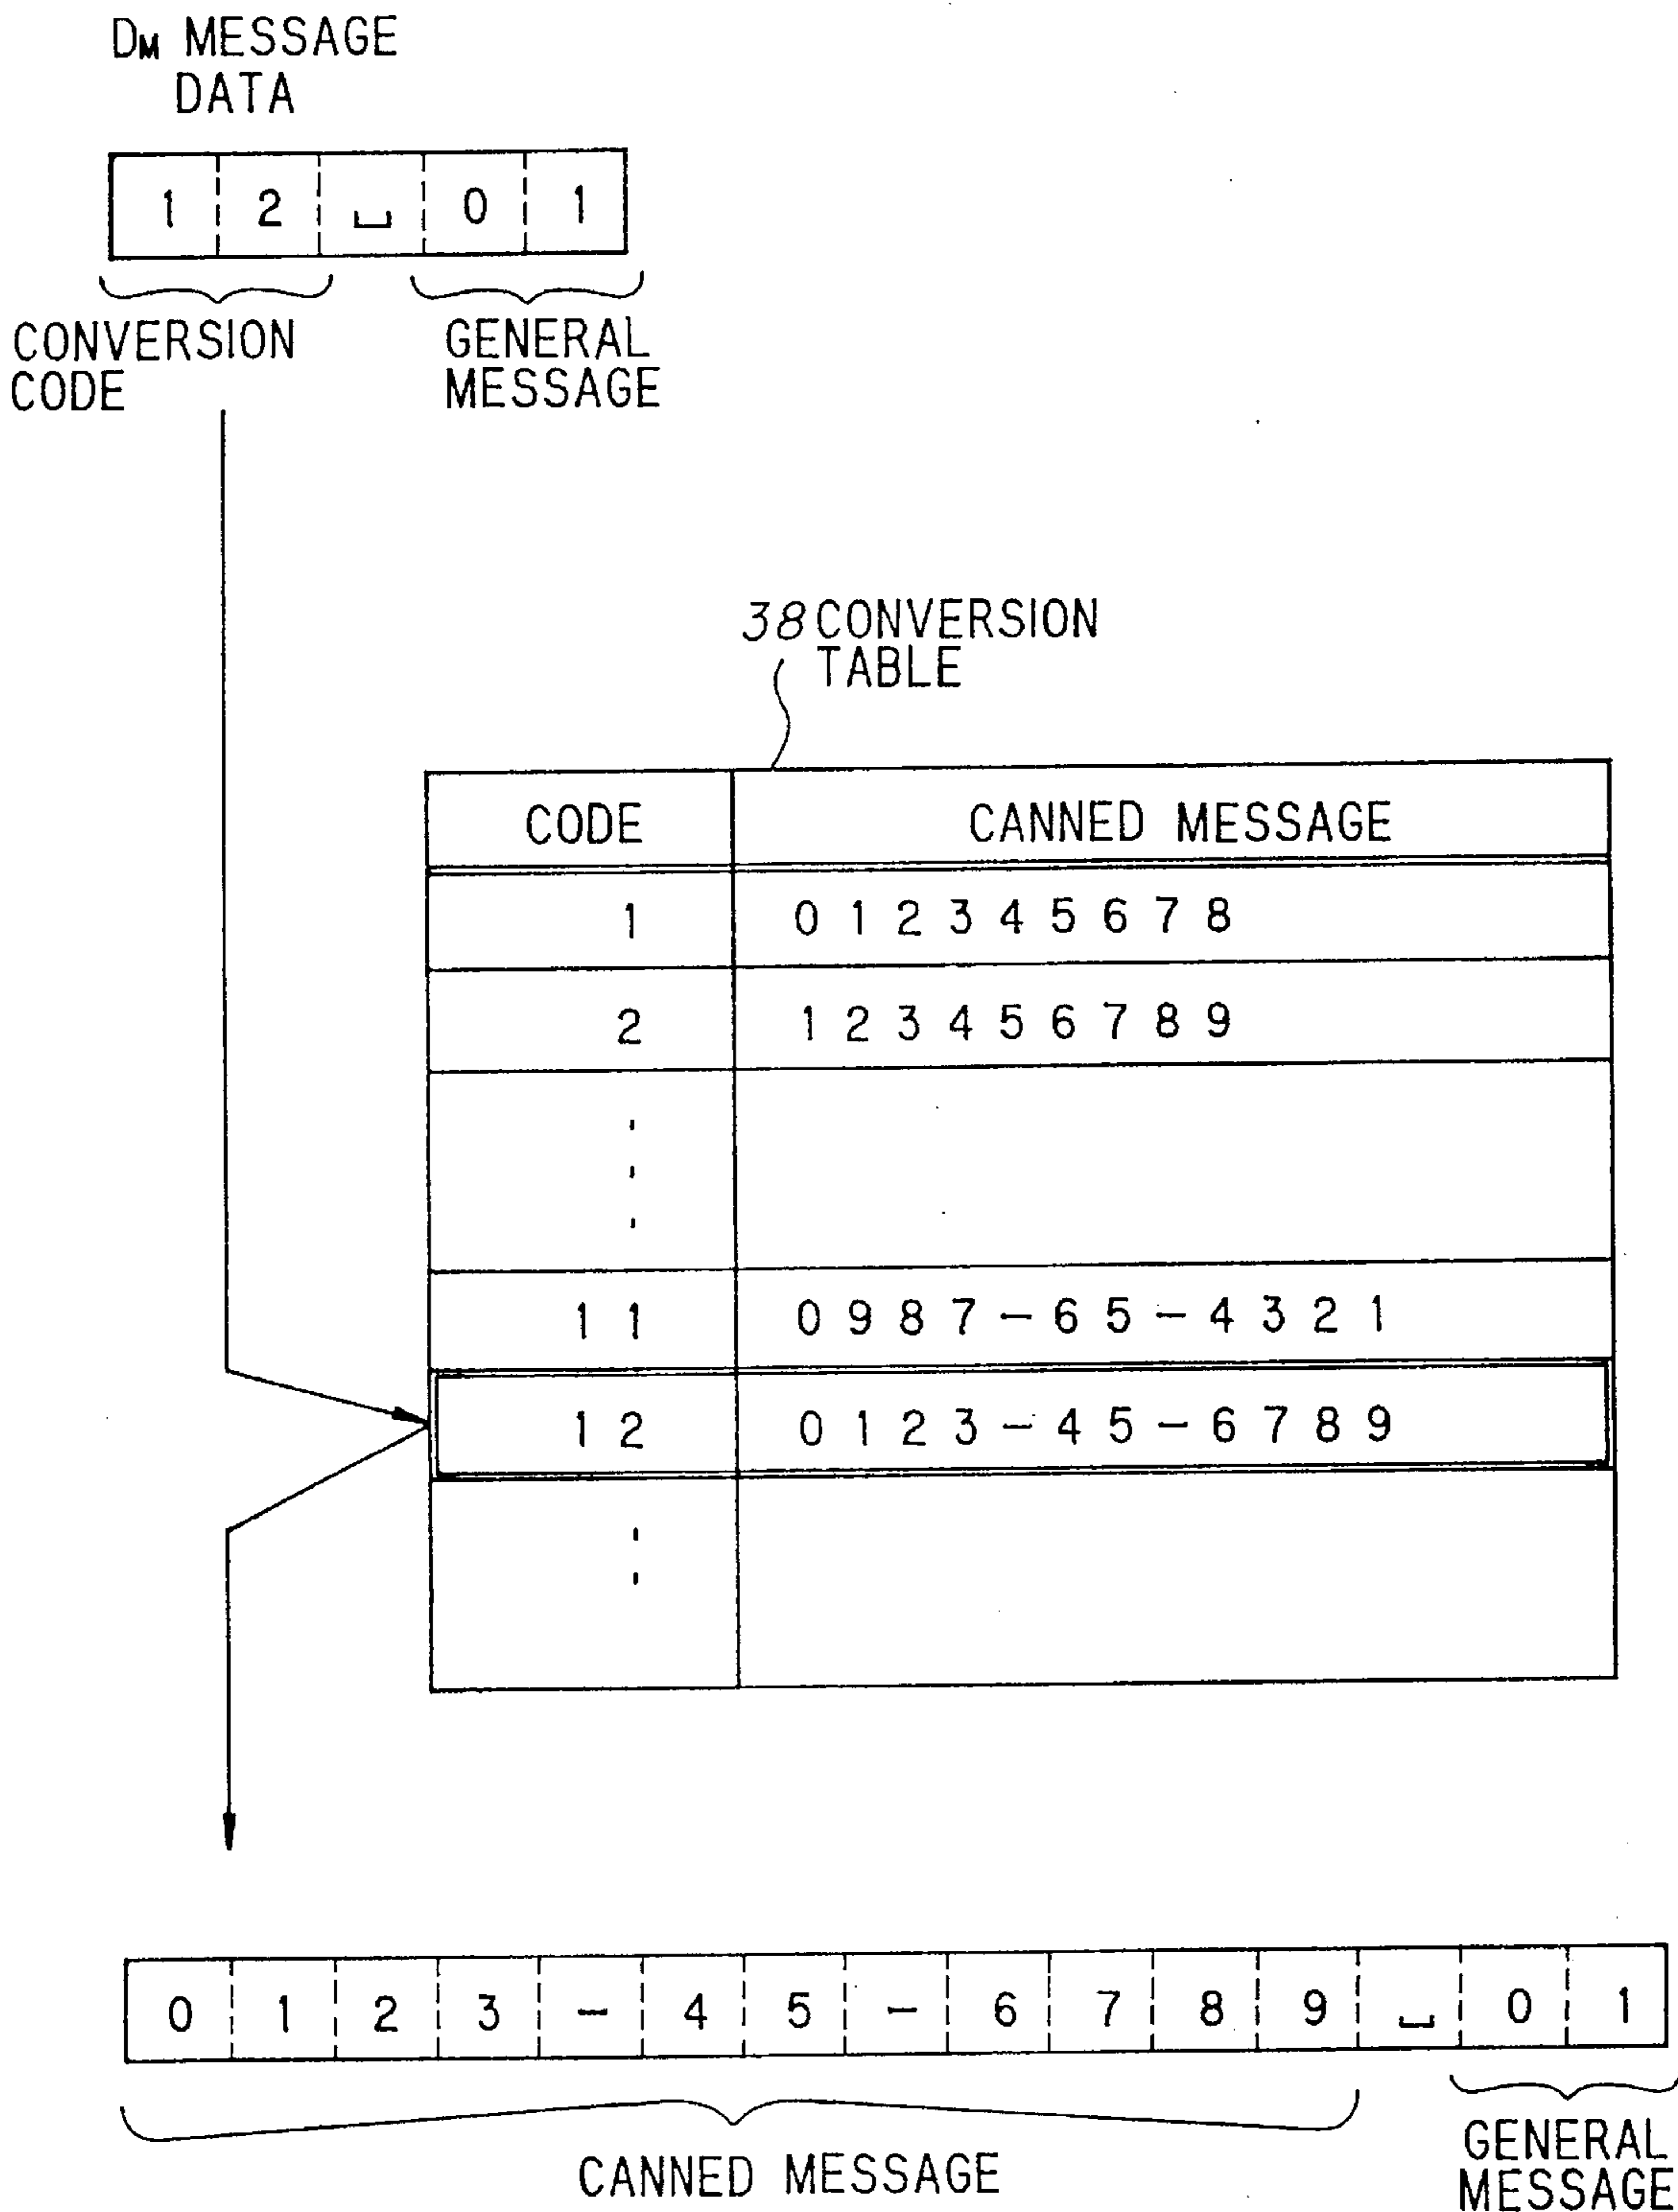 DM MESSAGE
DATA
1 2 ␣ 0 1
CONVERSION
CODE
GENERAL
MESSAGE
38 CONVERSION
TABLE
CODE CANNED MESSAGE
1 0 1 2 3 4 5 6 7 8
2 1 2 3 4 5 6 7 8 9
1 1 0 9 8 7 - 6 5 - 4 3 2 1
1 2 0 1 2 3 - 4 5 - 6 7 8 9
0 1 2 3 - 4 5 - 6 7 8 9 ␣ 0 1
CANNED MESSAGE
GENERAL
MESSAGE